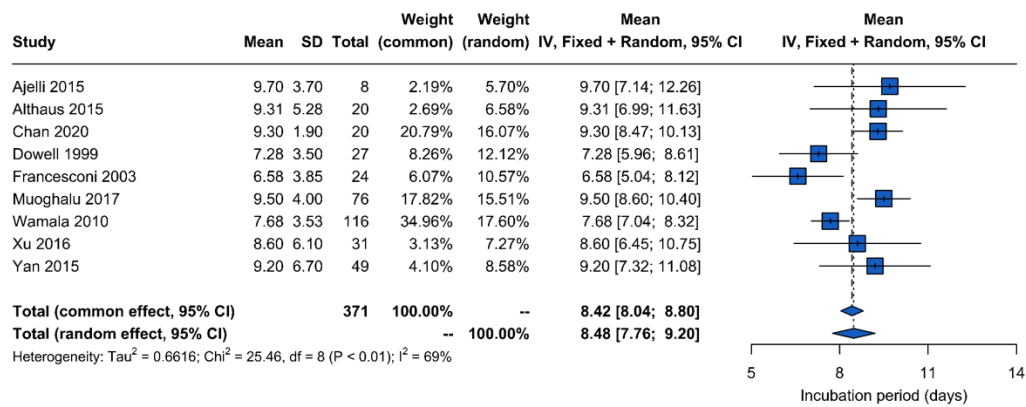 Weight Weight Mean Mean
Study Mean SD Total (common) (random) IV, Fixed + Random, 95% CI IV, Fixed + Random, 95% CI
Ajelli 2015 9.70 3.70 8 2.19% 5.70% 9.70 [7.14; 12.26]
Althaus 2015 9.31 5.28 20 2.69% 6.58% 9.31 [6.99; 11.63]
Chan 2020 9.30 1.90 20 20.79% 16.07% 9.30 [8.47; 10.13]
Dowell 1999 7.28 3.50 27 8.26% 12.12% 7.28 [5.96; 8.61]
Francesconi 2003 6.58 3.85 24 6.07% 10.57% 6.58 [5.04; 8.12]
Muoghalu 2017 9.50 4.00 76 17.82% 15.51% 9.50 [8.60; 10.40]
Wamala 2010 7.68 3.53 116 34.96% 17.60% 7.68 [7.04; 8.32]
Xu 2016 8.60 6.10 31 3.13% 7.27% 8.60 [6.45; 10.75]
Yan 2015 9.20 6.70 49 4.10% 8.58% 9.20 [7.32; 11.08]
Total (common effect, 95% CI) 371 100.00% -- 8.42 [8.04; 8.80]
Total (random effect, 95% CI) -- 100.00% 8.48 [7.76; 9.20]
Heterogeneity: Tau² = 0.6616; Chi² = 25.46, df = 8 (P < 0.01); I² = 69%
5 8 11 14
Incubation period (days)